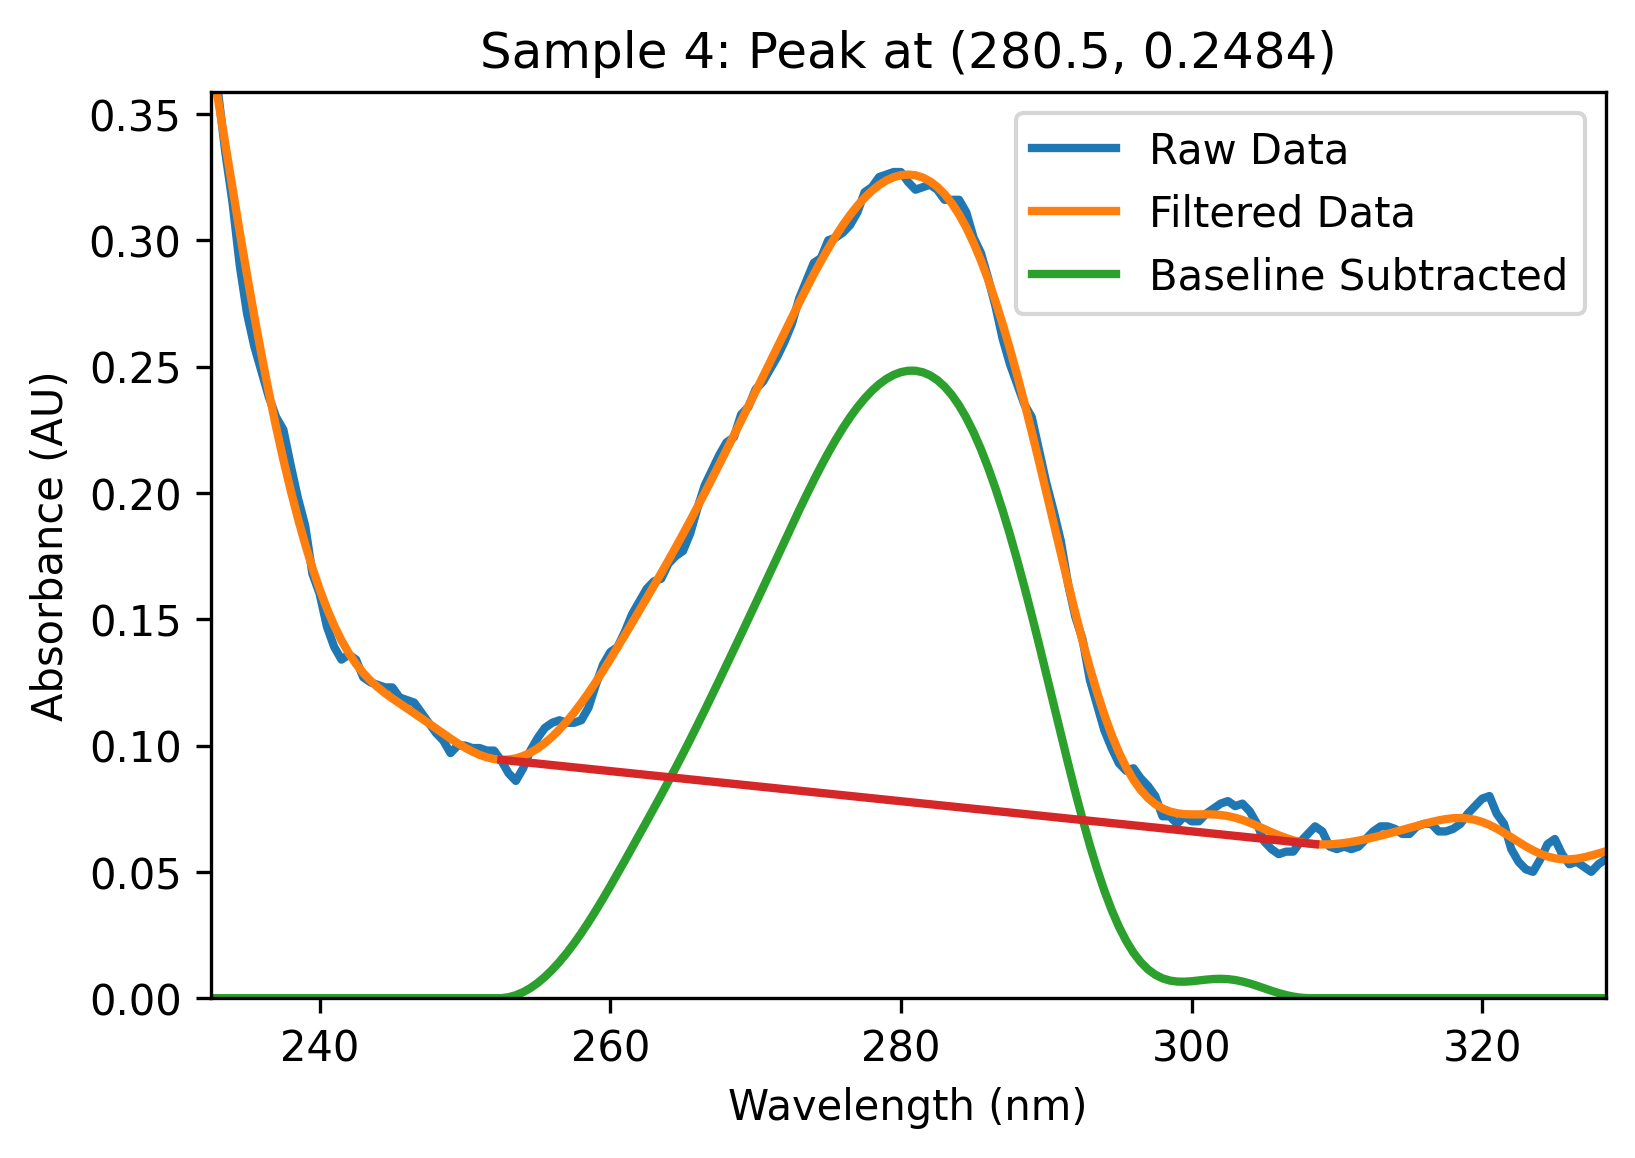 Sample 4: Peak at (280.5, 0.2484)
Raw Data
Filtered Data
Baseline Subtracted
Absorbance (AU)
0.35
0.30
0.25
0.20
0.15
0.10
0.05
0.00
240 260 280 300 320
Wavelength (nm)